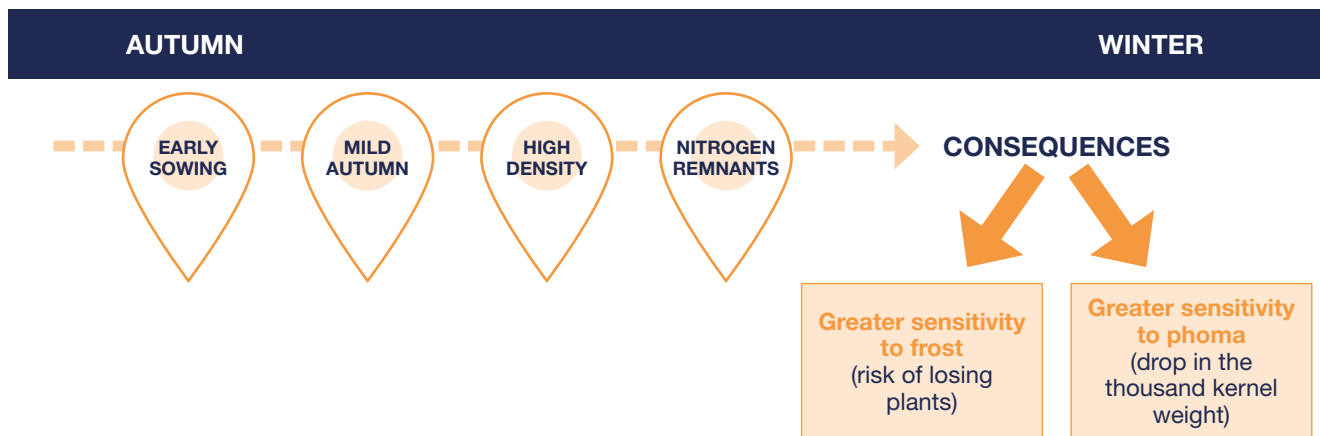 AUTUMN
WINTER
EARLY
SOWING
MILD
AUTUMN
HIGH
DENSITY
NITROGEN
REMNANTS
CONSEQUENCES
Greater sensitivity
to frost
(risk of losing
plants)
Greater sensitivity
to phoma
(drop in the
thousand kernel
weight)